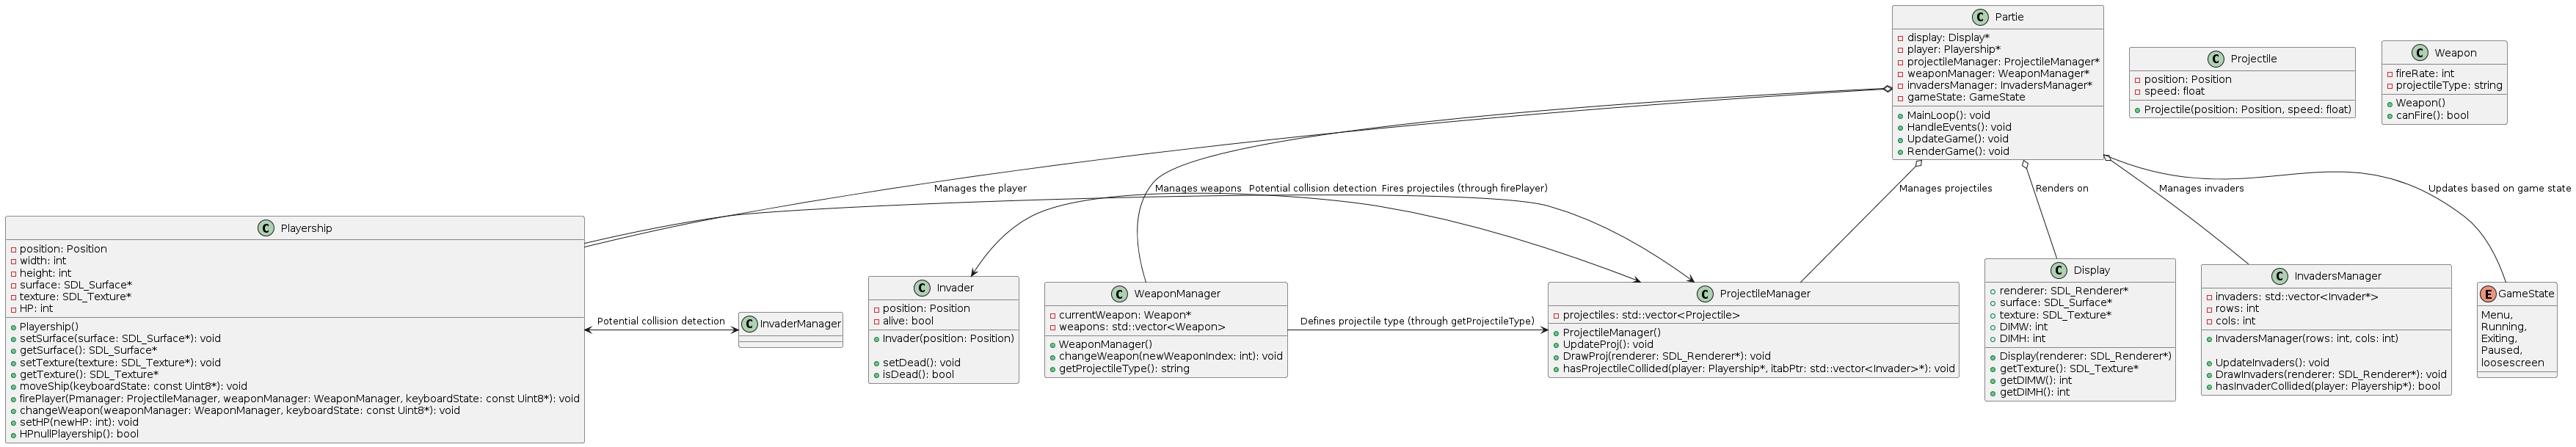 C Partie
display: Display*
player: Playership*
projectileManager: ProjectileManager*
weaponManager: WeaponManager*
invadersManager: InvadersManager*
gameState: GameState
MainLoop(): void
HandleEvents(): void
UpdateGame(): void
RenderGame(): void
C Projectile
position: Position
speed: float
Projectile(position: Position, speed: float)
C Weapon
fireRate: int
projectileType: string
Weapon()
canFire(): bool
Manages the player
Manages weapons
Potential collision detection
Fires projectiles (through firePlayer)
Manages projectiles
Renders on
Manages invaders
Updates based on game state
C Playership
position: Position
width: int
height: int
surface: SDL_Surface*
texture: SDL_Texture*
HP: int
Playership()
setSurface(surface: SDL_Surface*): void
getSurface(): SDL_Surface*
setTexture(texture: SDL_Texture*): void
getTexture(): SDL_Texture*
moveShip(keyboardState: const Uint8*): void
firePlayer(Pmanager: ProjectileManager, weaponManager: WeaponManager, keyboardState: const Uint8*): void
changeWeapon(weaponManager: WeaponManager, keyboardState: const Uint8*): void
setHP(newHP: int): void
HPnullPlayership(): bool
Potential collision detection
C InvaderManager
C Invader
position: Position
alive: bool
Invader(position: Position)
setDead(): void
isDead(): bool
C WeaponManager
currentWeapon: Weapon*
weapons: std::vector<Weapon>
WeaponManager()
changeWeapon(newWeaponIndex: int): void
getProjectileType(): string
Defines projectile type (through getProjectileType)
C ProjectileManager
projectiles: std::vector<Projectile>
ProjectileManager()
UpdateProj(): void
DrawProj(renderer: SDL_Renderer*): void
hasProjectileCollided(player: Playership*, itabPtr: std::vector<Invader>*): void
C Display
renderer: SDL_Renderer*
surface: SDL_Surface*
texture: SDL_Texture*
DIMW: int
DIMH: int
Display(renderer: SDL_Renderer*)
getTexture(): SDL_Texture*
getDIMW(): int
getDIMH(): int
C InvadersManager
invaders: std::vector<Invader*>
rows: int
cols: int
InvadersManager(rows: int, cols: int)
UpdateInvaders(): void
DrawInvaders(renderer: SDL_Renderer*): void
hasInvaderCollided(player: Playership*): bool
E GameState
Menu,
Running,
Exiting,
Paused,
loosescreen